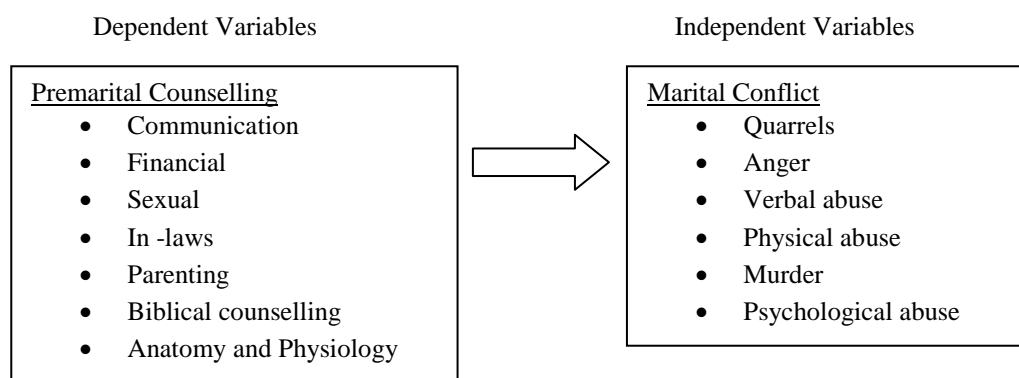 Dependent Variables
Independent Variables
Premarital Counselling
• Communication
• Financial
• Sexual
• In -laws
• Parenting
• Biblical counselling
• Anatomy and Physiology
Marital Conflict
• Quarrels
• Anger
• Verbal abuse
• Physical abuse
• Murder
• Psychological abuse